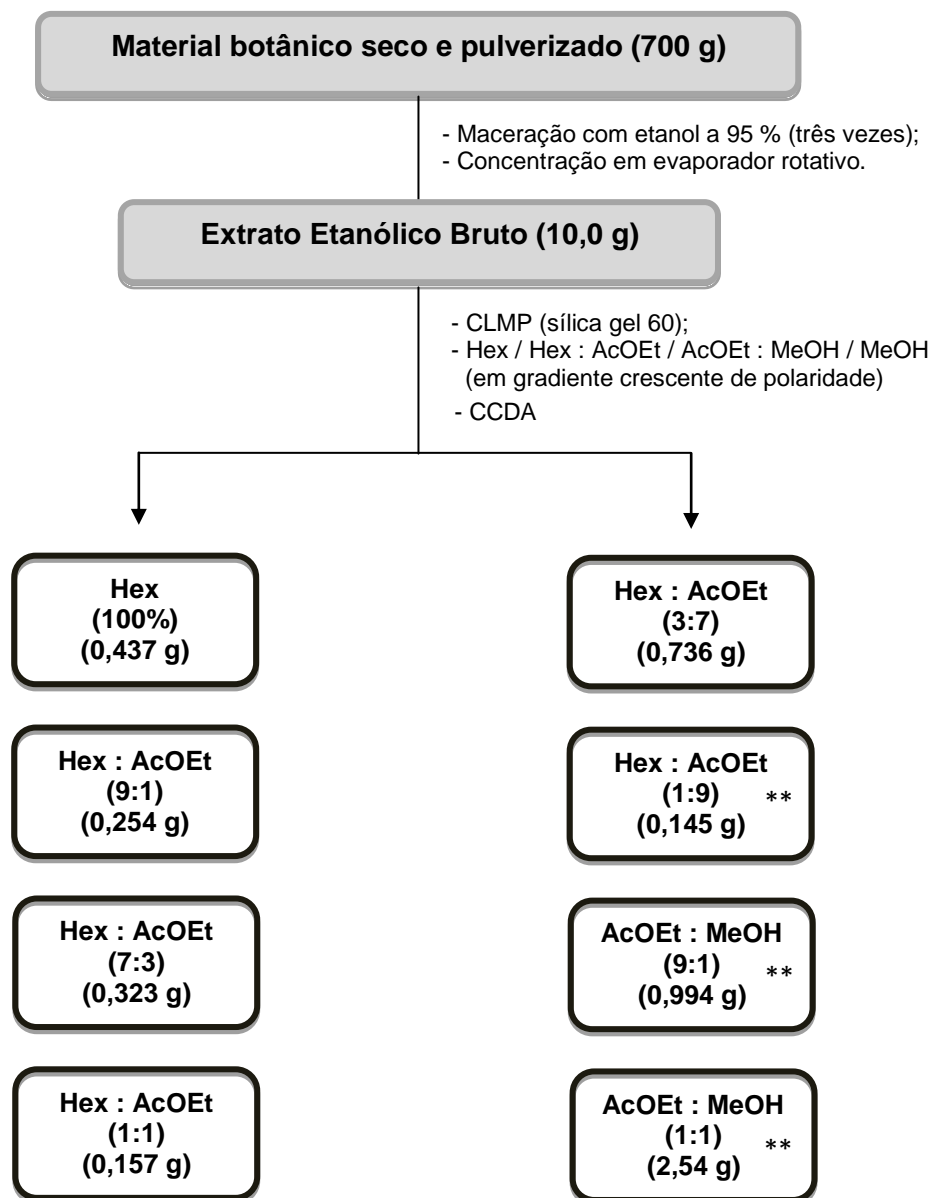 Material botânico seco e pulverizado (700 g)
- Maceração com etanol a 95 % (três vezes);
- Concentração em evaporador rotativo.
Extrato Etanólico Bruto (10,0 g)
- CLMP (sílica gel 60);
- Hex / Hex : AcOEt / AcOEt : MeOH / MeOH
(em gradiente crescente de polaridade)
- CCDA
Hex
(100%)
(0,437 g)
Hex : AcOEt
(9:1)
(0,254 g)
Hex : AcOEt
(7:3)
(0,323 g)
Hex : AcOEt
(1:1)
(0,157 g)
Hex : AcOEt
(3:7)
(0,736 g)
Hex : AcOEt
(1:9) **
(0,145 g)
AcOEt : MeOH
(9:1) **
(0,994 g)
AcOEt : MeOH
(1:1) **
(2,54 g)